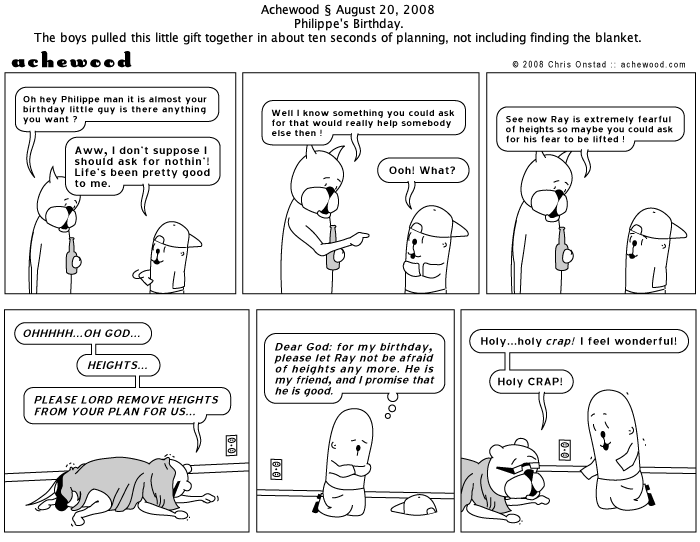 Achewood § August 20, 2008
Philippe's Birthday.
The boys pulled this little gift together in about ten seconds of planning, not including finding the blanket.
achewood
© 2008 Chris Onstad :: achewood.com
Oh hey Philippe man it is almost your
birthday little guy is there anything
you want ?
Aww, I don't suppose I
should ask for nothin'!
Life's been pretty good
to me.
Well I know something you could ask
for that would really help somebody
else then !
Ooh! What?
See now Ray is extremely fearful
of heights so maybe you could ask
for his fear to be lifted !
OHHHHH...OH GOD...
HEIGHTS...
PLEASE LORD REMOVE HEIGHTS
FROM YOUR PLAN FOR US...
Dear God: for my birthday,
please let Ray not be afraid
of heights any more. He is
my friend, and I promise that
he is good.
Holy...holy crap! I feel wonderful!
Holy CRAP!